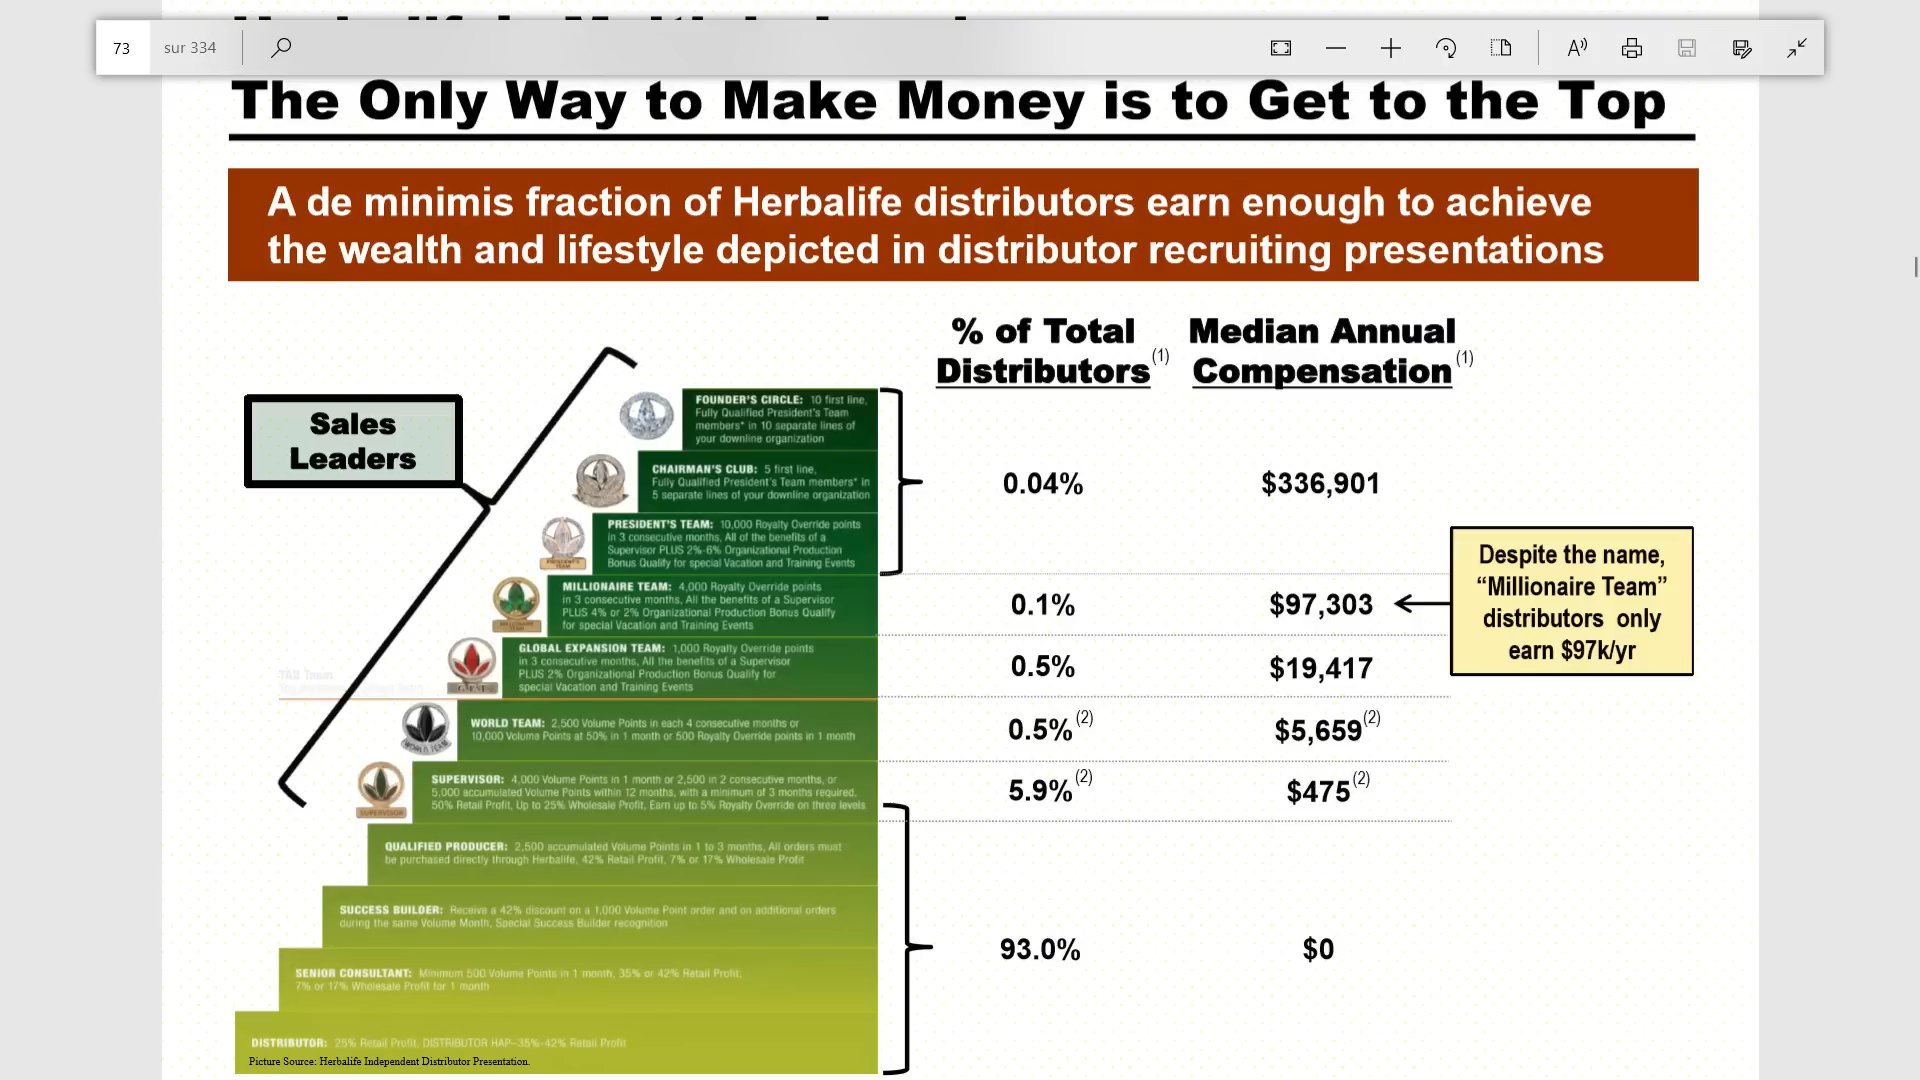 73 sur 334
The Only Way to Make Money is to Get to the Top
A de minimis fraction of Herbalife distributors earn enough to achieve
the wealth and lifestyle depicted in distributor recruiting presentations
% of Total
Distributors(1)
Median Annual
Compensation(1)
Sales
Leaders
FOUNDER'S CIRCLE: 10 first line,
Fully Qualified President's Team
members* in 10 separate lines of
your downline organization
CHAIRMAN'S CLUB: 5 first line,
Fully Qualified President's Team members* in
5 separate lines of your downline organization
0.04% $336,901
PRESIDENT'S TEAM: 10,000 Royalty Override points
in 3 consecutive months, All of the benefits of a
Supervisor PLUS 2%-6% Organizational Production
Bonus Qualify for special Vacation and Training Events
PRESIDENT'S
TEAM
MILLIONAIRE TEAM: 4,000 Royalty Override points
in 3 consecutive months, All the benefits of a Supervisor
PLUS 4% or 2% Organizational Production Bonus Qualify
for special Vacation and Training Events
MILLIONAIRE
TEAM
0.1% $97,303
Despite the name,
“Millionaire Team”
distributors only
earn $97k/yr
GLOBAL EXPANSION TEAM: 1,000 Royalty Override points
in 3 consecutive months, All the benefits of a Supervisor
PLUS 2% Organizational Production Bonus Qualify for
special Vacation and Training Events
0.5% $19,417
TAB Team
WORLD TEAM: 2,500 Volume Points in each 4 consecutive months or
10,000 Volume Points at 50% in 1 month or 500 Royalty Override points in 1 month
WORLD TEAM
0.5%(2) $5,659(2)
SUPERVISOR: 4,000 Volume Points in 1 month or 2,500 in 2 consecutive months, or
5,000 accumulated Volume Points within 12 months, with a minimum of 3 months required,
50% Retail Profit, Up to 25% Wholesale Profit, Earn up to 5% Royalty Override on three levels
SUPERVISOR
5.9%(2) $475(2)
QUALIFIED PRODUCER: 2,500 accumulated Volume Points in 1 to 3 months, All orders must
be purchased directly through Herbalife, 42% Retail Profit, 7% or 17% Wholesale Profit
SUCCESS BUILDER: Receive a 42% discount on a 1,000 Volume Point order and on additional orders
during the same Volume Month, Special Success Builder recognition
93.0% $0
SENIOR CONSULTANT: Minimum 500 Volume Points in 1 month, 35% or 42% Retail Profit;
7% or 17% Wholesale Profit for 1 month
DISTRIBUTOR: 25% Retail Profit, DISTRIBUTOR HAP–35%-42% Retail Profit
Picture Source: Herbalife Independent Distributor Presentation.